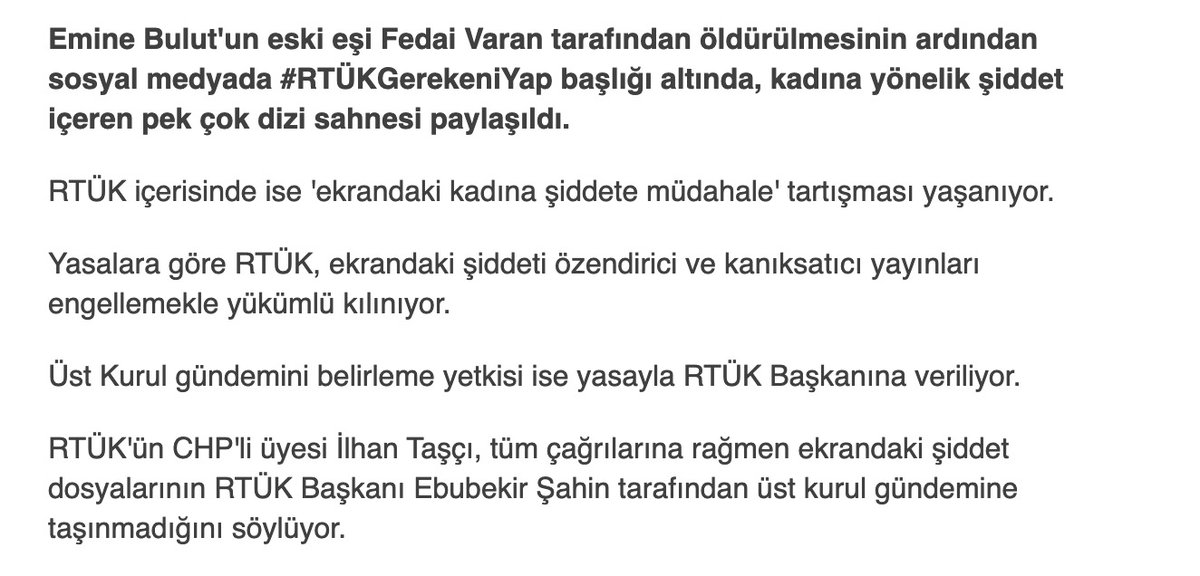 Emine Bulut'un eski eşi Fedai Varan tarafından öldürülmesinin ardından
sosyal medyada #RTÜKGerekeniYap başlığı altında, kadına yönelik şiddet
içeren pek çok dizi sahnesi paylaşıldı.
RTÜK içerisinde ise 'ekrandaki kadına şiddete müdahale' tartışması yaşanıyor.
Yasalara göre RTÜK, ekrandaki şiddeti özendirici ve kanıksatıcı yayınları
engellemekle yükümlü kılınıyor.
Üst Kurul gündemini belirleme yetkisi ise yasayla RTÜK Başkanına veriliyor.
RTÜK'ün CHP'li üyesi İlhan Taşçı, tüm çağrılarına rağmen ekrandaki şiddet
dosyalarının RTÜK Başkanı Ebubekir Şahin tarafından üst kurul gündemine
taşınmadığını söylüyor.